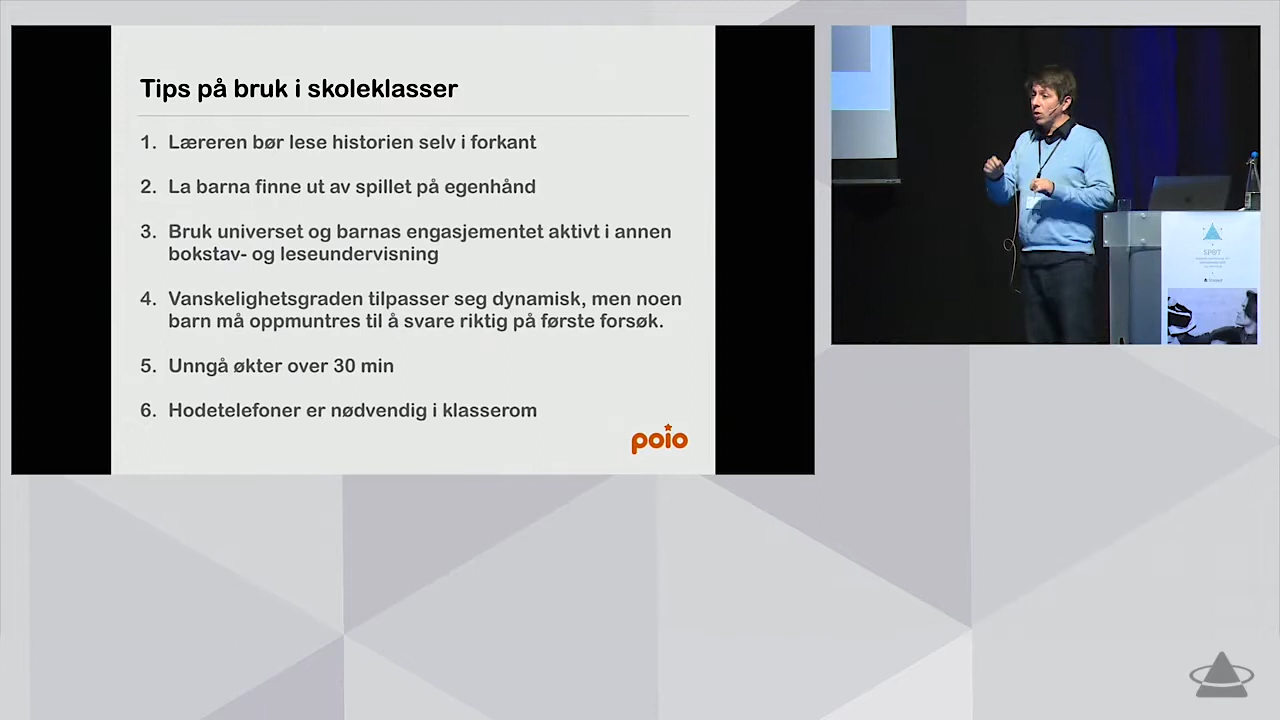 Tips på bruk i skoleklasser
1. Læreren bør lese historien selv i forkant
2. La barna finne ut av spillet på egenhånd
3. Bruk universet og barnas engasjementet aktivt i annen
bokstav- og leseundervisning
4. Vanskelighetsgraden tilpasser seg dynamisk, men noen
barn må oppmuntres til å svare riktig på første forsøk.
5. Unngå økter over 30 min
6. Hodetelefoner er nødvendig i klasserom
poio
SPOT